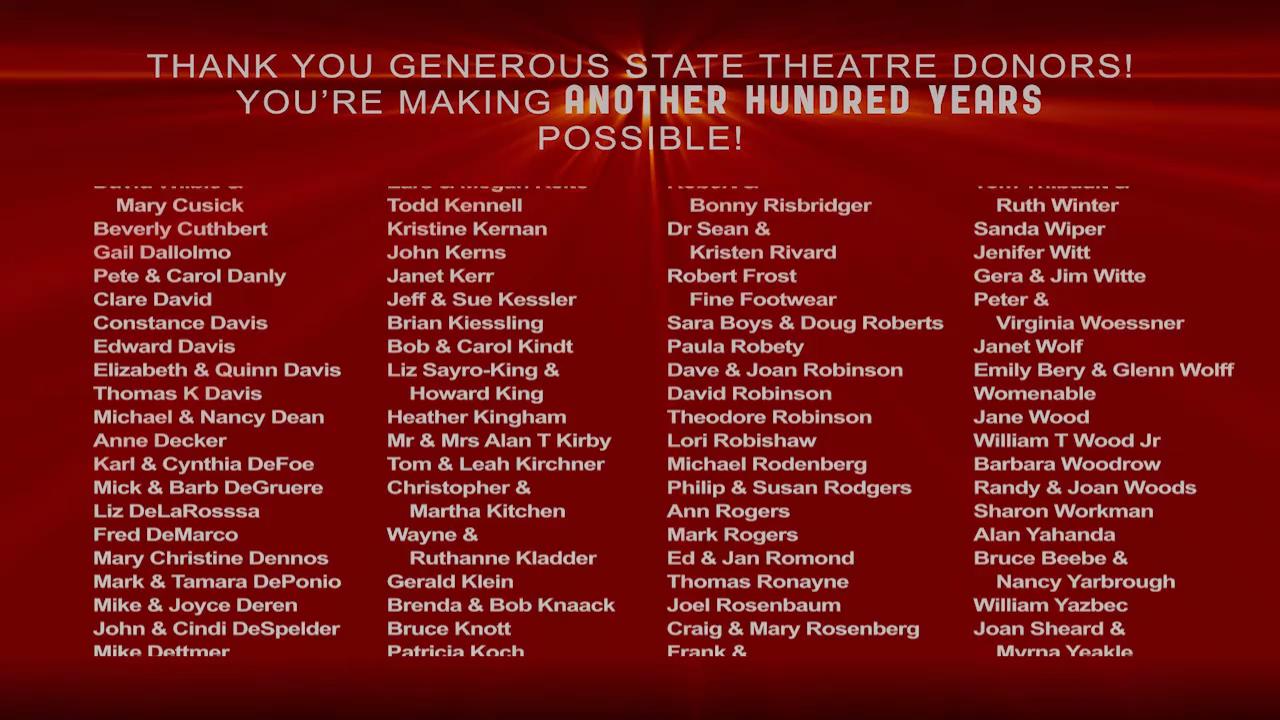 THANK YOU GENEROUS STATE THEATRE DONORS!
YOU'RE MAKING ANOTHER HUNDRED YEARS
POSSIBLE!
Mary Cusick
Beverly Cuthbert
Gail Dallolmo
Pete & Carol Danly
Clare David
Constance Davis
Edward Davis
Elizabeth & Quinn Davis
Thomas K Davis
Michael & Nancy Dean
Anne Decker
Karl & Cynthia DeFoe
Mick & Barb DeGruere
Liz DeLaRosssa
Fred DeMarco
Mary Christine Dennos
Mark & Tamara DePonio
Mike & Joyce Deren
John & Cindi DeSpelder
Mike Dettmer
Todd Kennell
Kristine Kernan
John Kerns
Janet Kerr
Jeff & Sue Kessler
Brian Kiessling
Bob & Carol Kindt
Liz Sayro-King &
Howard King
Heather Kingham
Mr & Mrs Alan T Kirby
Tom & Leah Kirchner
Christopher &
Martha Kitchen
Wayne &
Ruthanne Kladder
Gerald Klein
Brenda & Bob Knaack
Bruce Knott
Patricia Koch
Bonny Risbridger
Dr Sean &
Kristen Rivard
Robert Frost
Fine Footwear
Sara Boys & Doug Roberts
Paula Robety
Dave & Joan Robinson
David Robinson
Theodore Robinson
Lori Robishaw
Michael Rodenberg
Philip & Susan Rodgers
Ann Rogers
Mark Rogers
Ed & Jan Romond
Thomas Ronayne
Joel Rosenbaum
Craig & Mary Rosenberg
Frank &
Ruth Winter
Sanda Wiper
Jenifer Witt
Gera & Jim Witte
Peter &
Virginia Woessner
Janet Wolf
Emily Bery & Glenn Wolff
Womenable
Jane Wood
William T Wood Jr
Barbara Woodrow
Randy & Joan Woods
Sharon Workman
Alan Yahanda
Bruce Beebe &
Nancy Yarbrough
William Yazbec
Joan Sheard &
Myrna Yeakle